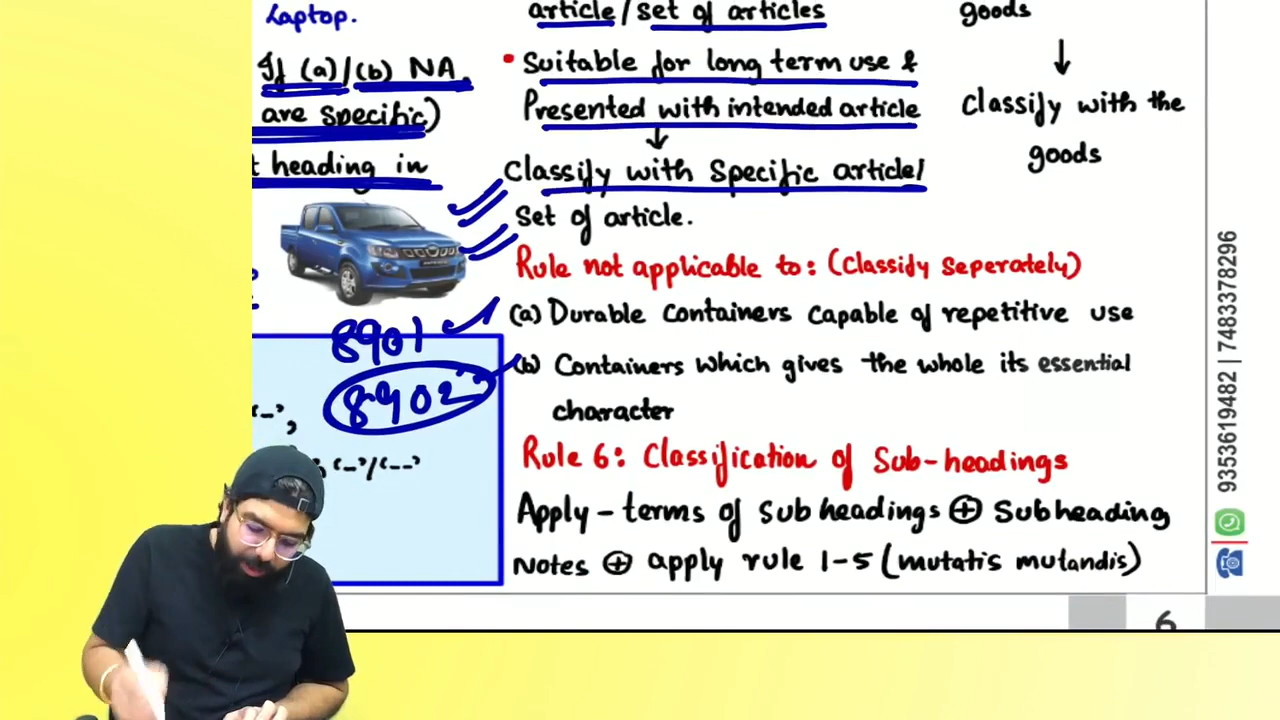 Laptop.
If (a)/(b) NA,
are specific)
heading in
8901
8902
article/set of articles
• Suitable for long term use &
Presented with intended article
Classify with Specific article/
Set of article.
Rule not applicable to: (Classify Seperately)
(a) Durable Containers capable of repetitive use
(b) Containers which gives the whole its essential
character
Rule 6: Classification of Sub-headings
Apply - terms of sub headings ⊕ Subheading
Notes ⊕ apply rule 1-5 (mutatis mutandis)
goods
Classify with the
goods
9353619482 | 7483378296
6